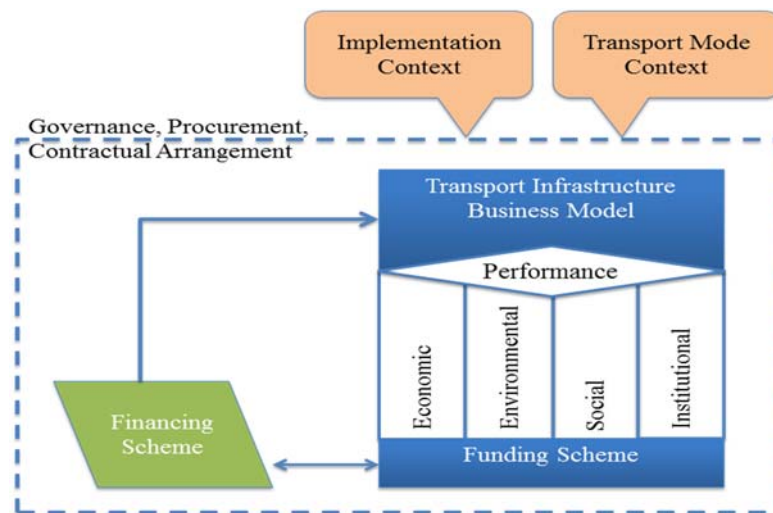 Implementation
Context
Transport Mode
Context
Governance, Procurement,
Contractual Arrangement
Transport Infrastructure
Business Model
Performance
Economic
Environmental
Social
Institutional
Financing
Scheme
Funding Scheme